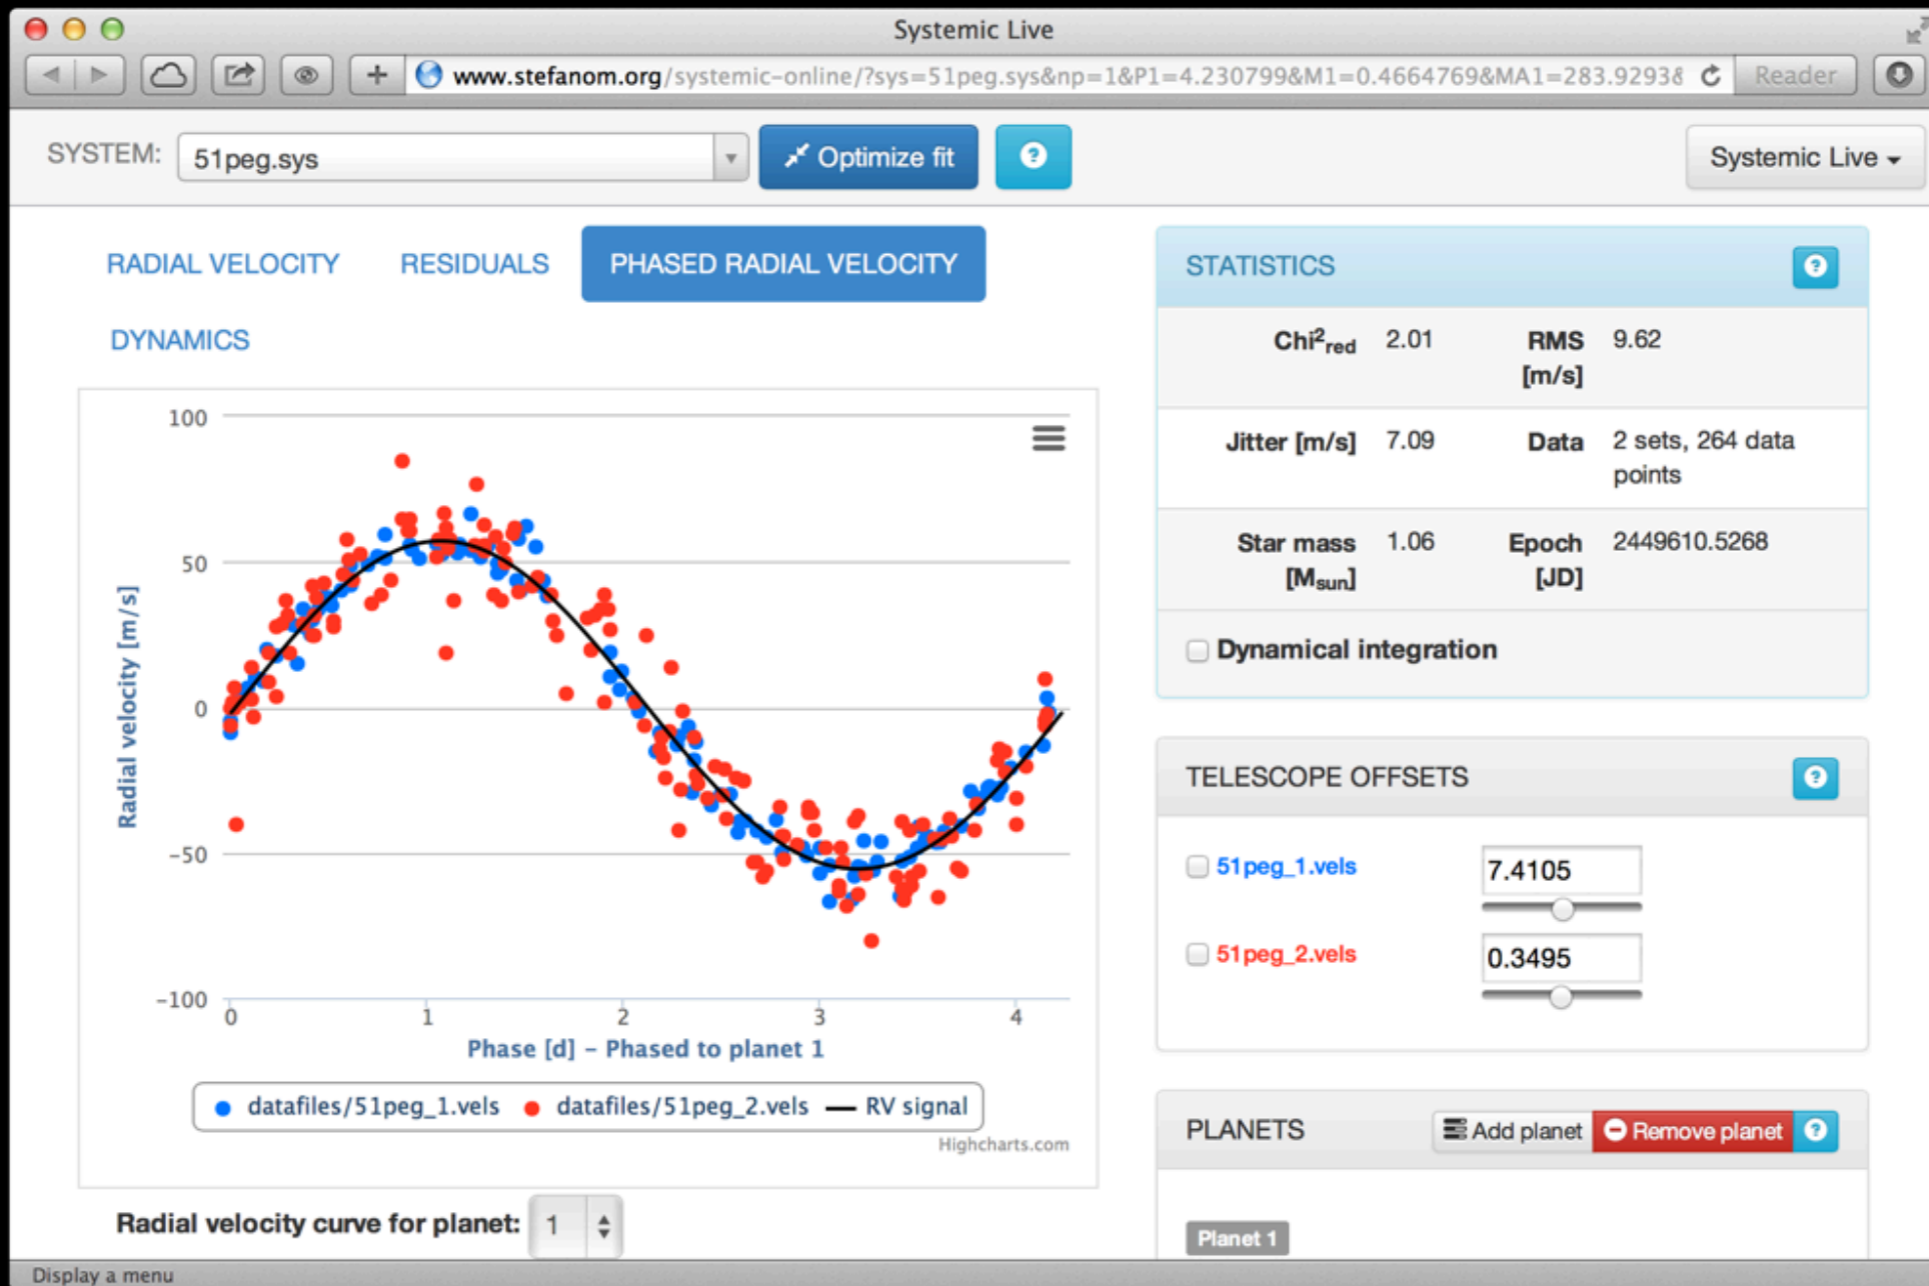 Systemic Live
www.stefanom.org/systemic-online/?sys=51peg.sys&np=1&P1=4.230799&M1=0.4664769&MA1=283.9293&
Reader
SYSTEM:
51peg.sys
Optimize fit
?
Systemic Live
RADIAL VELOCITY
RESIDUALS
PHASED RADIAL VELOCITY
DYNAMICS
100
50
0
-50
-100
Radial velocity [m/s]
0 1 2 3 4
Phase [d] – Phased to planet 1
datafiles/51peg_1.vels datafiles/51peg_2.vels RV signal
Highcharts.com
Radial velocity curve for planet: 1
STATISTICS ?
Chi²red 2.01 RMS 9.62
[m/s]
Jitter [m/s] 7.09 Data 2 sets, 264 data
points
Star mass 1.06 Epoch 2449610.5268
[Msun] [JD]
Dynamical integration
TELESCOPE OFFSETS ?
51peg_1.vels 7.4105
51peg_2.vels 0.3495
PLANETS Add planet Remove planet ?
Planet 1
Display a menu